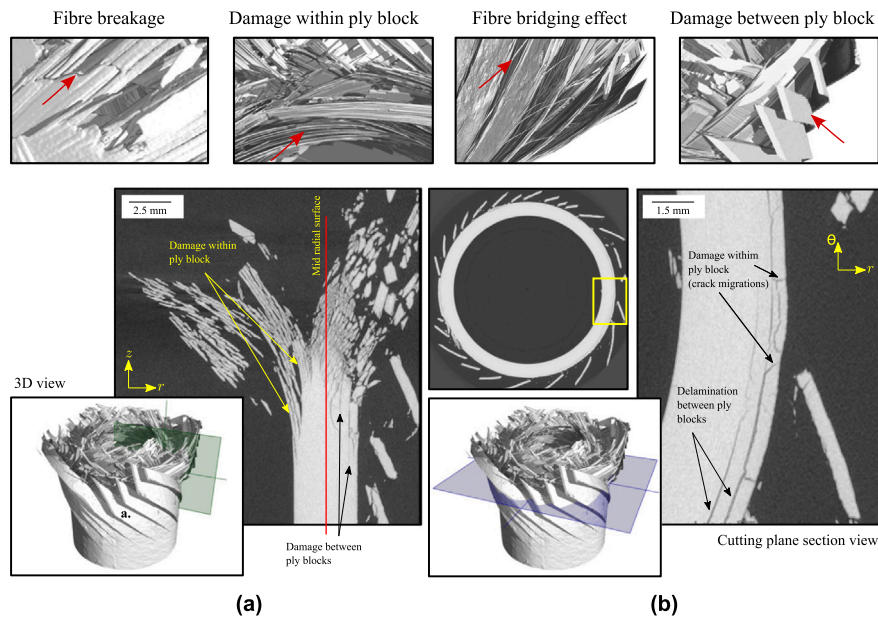 Fibre breakage
Damage within ply block
Fibre bridging effect
Damage between ply block
2.5 mm
Mid radial surface
Damage within
ply block
z
r
3D view
a.
Damage between
ply blocks
1.5 mm
θ
r
Damage withim
ply block
(crack migrations)
Delamination
between ply
blocks
Cutting plane section view
(a)
(b)